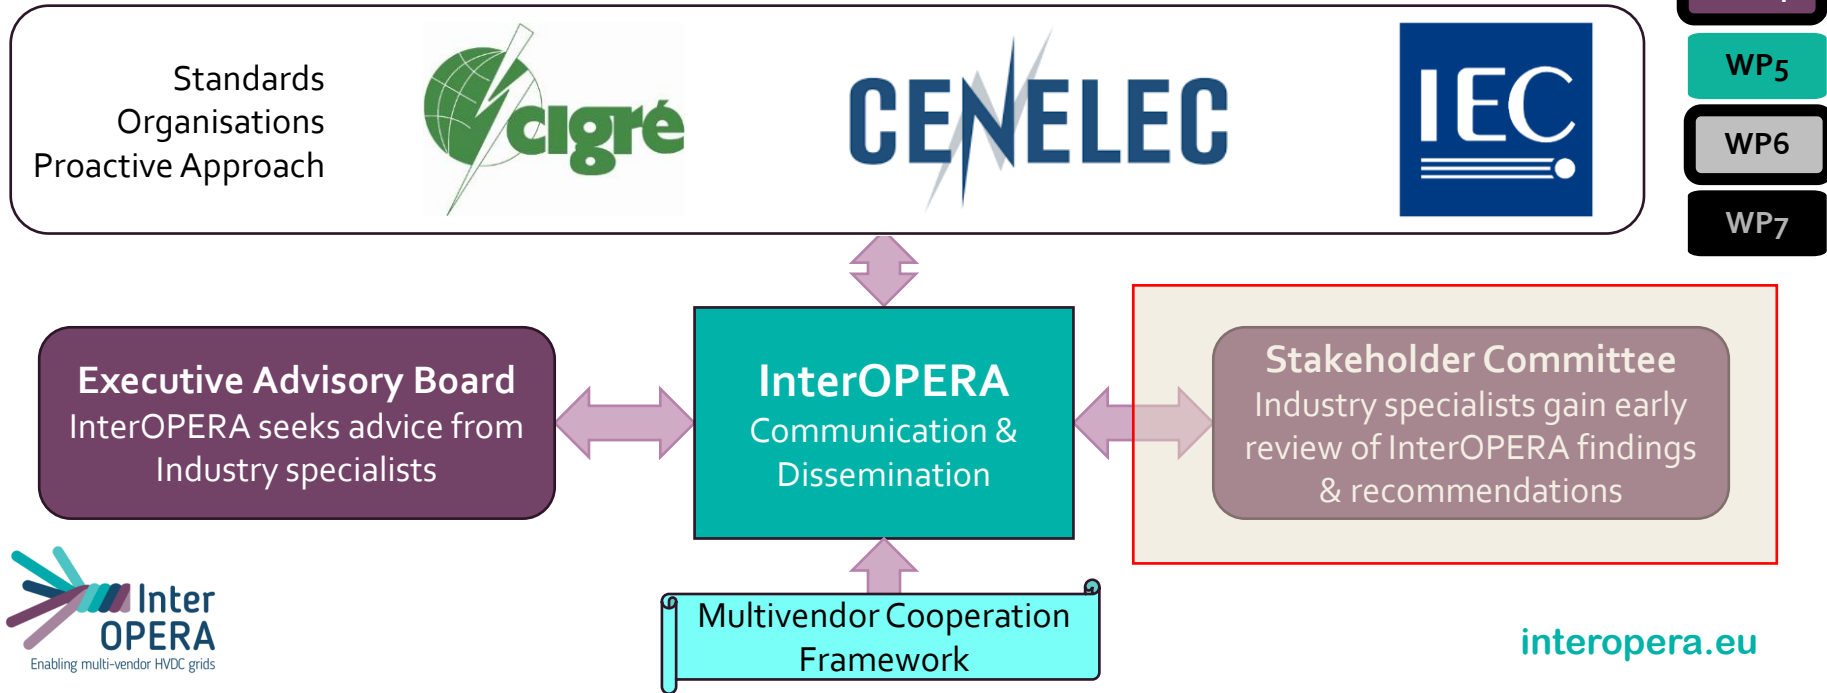 Standards
Organisations
Proactive Approach
cigré
CENELEC
IEC
WP5
WP6
WP7
Executive Advisory Board
InterOPERA seeks advice from
Industry specialists
InterOPERA
Communication &
Dissemination
Stakeholder Committee
Industry specialists gain early
review of InterOPERA findings
& recommendations
Multivendor Cooperation
Framework
Inter
OPERA
Enabling multi-vendor HVDC grids
interopera.eu